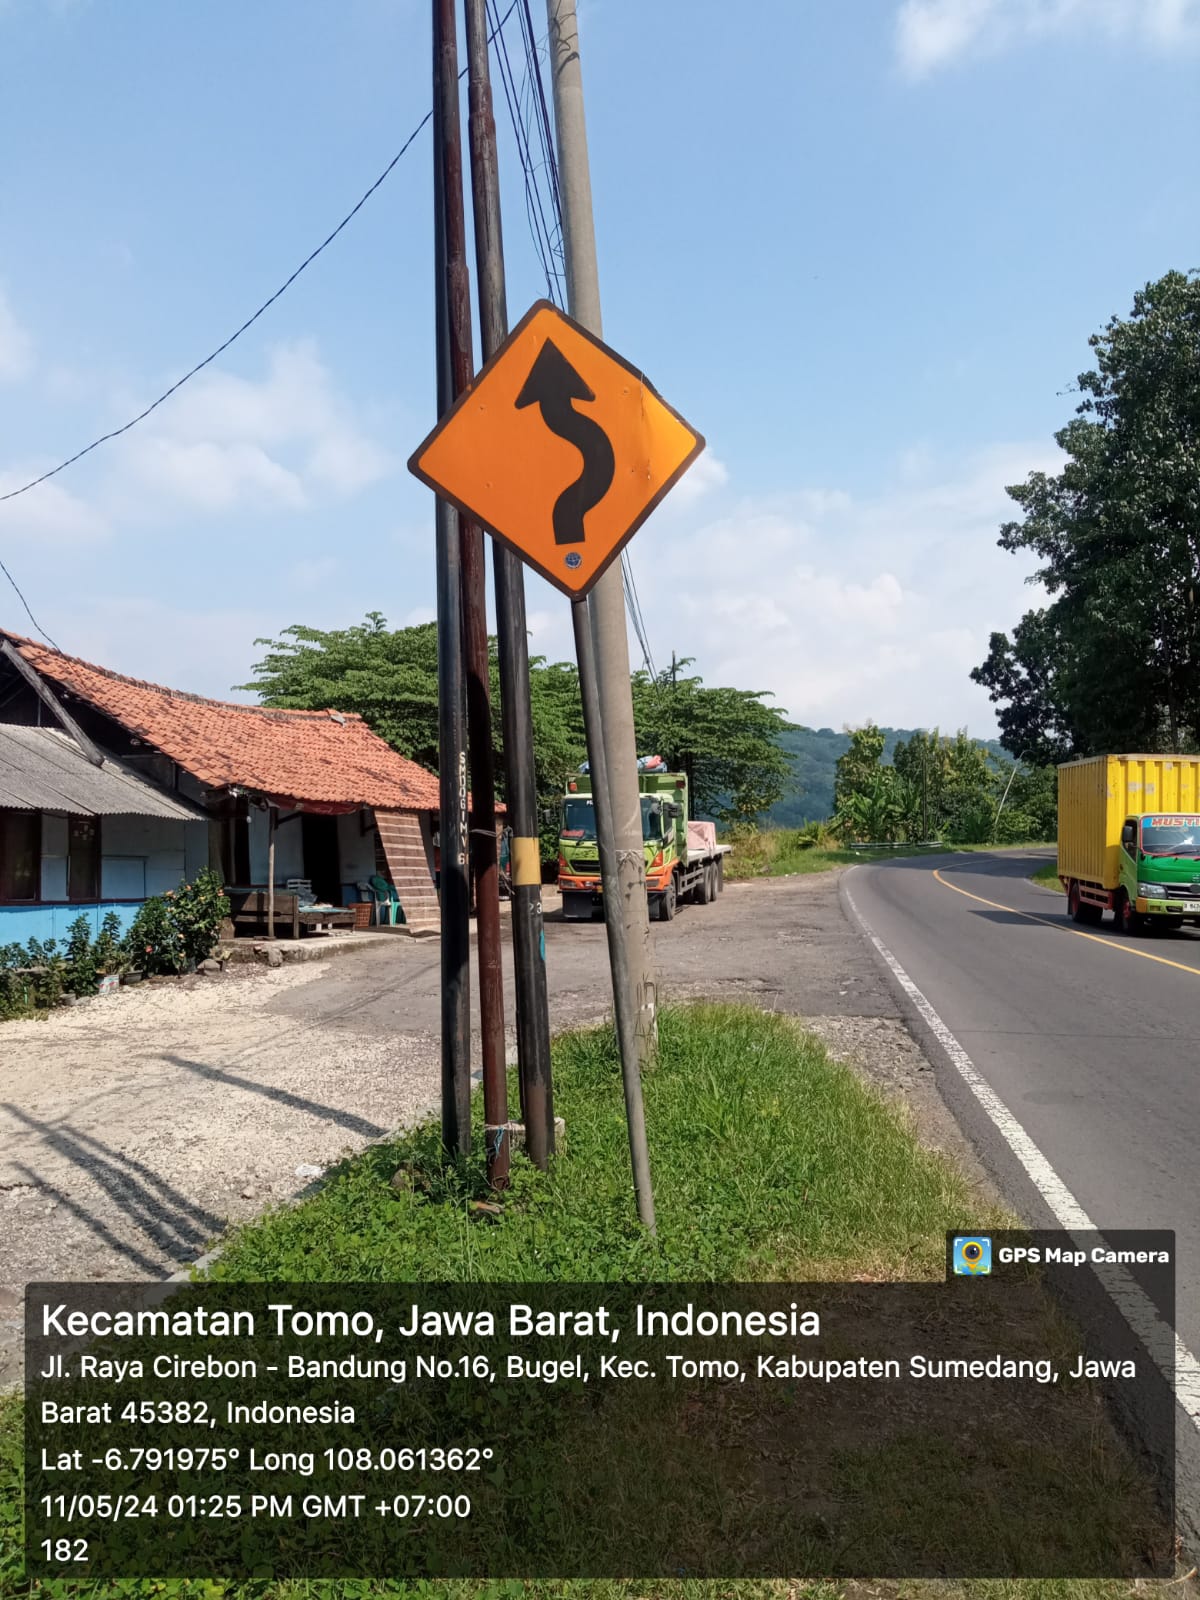 MUSTI
GPS Map Camera
Kecamatan Tomo, Jawa Barat, Indonesia
Jl. Raya Cirebon - Bandung No.16, Bugel, Kec. Tomo, Kabupaten Sumedang, Jawa
Barat 45382, Indonesia
Lat -6.791975° Long 108.061362°
11/05/24 01:25 PM GMT +07:00
182